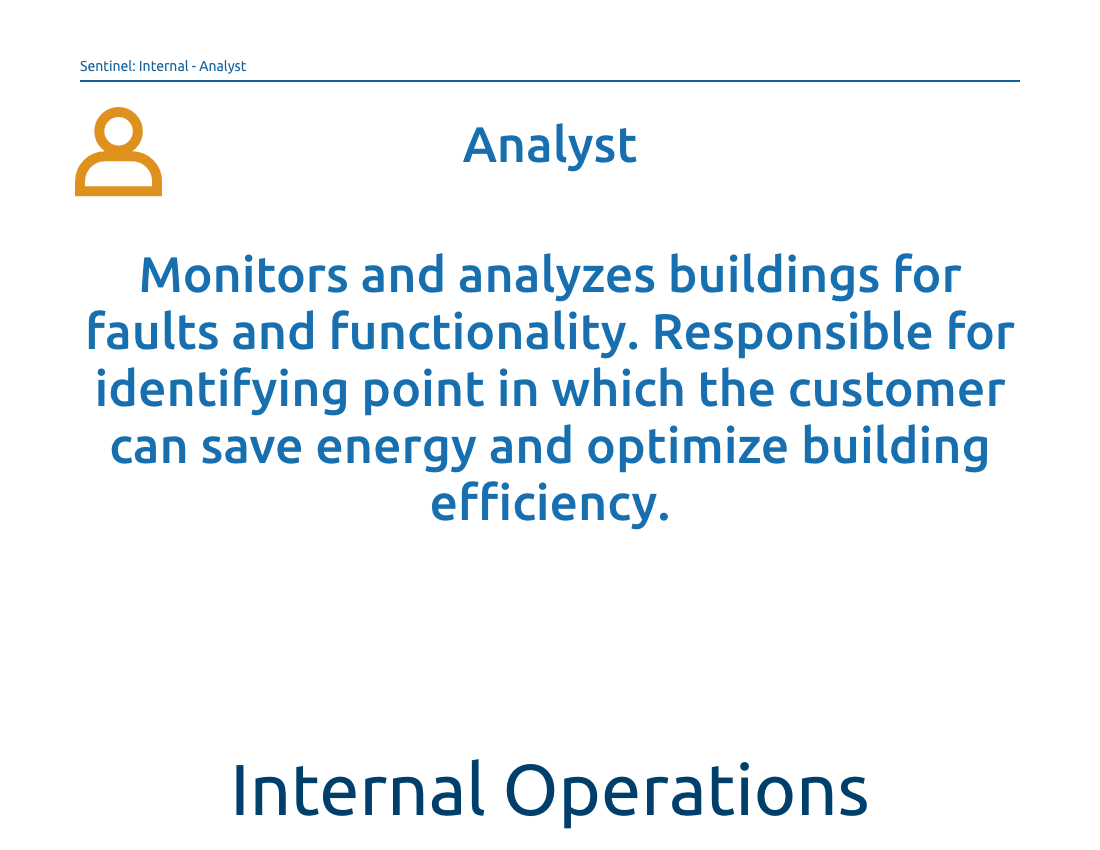 Sentinel: Internal - Analyst
Analyst
Monitors and analyzes buildings for
faults and functionality. Responsible for
identifying point in which the customer
can save energy and optimize building
efficiency.
Internal Operations